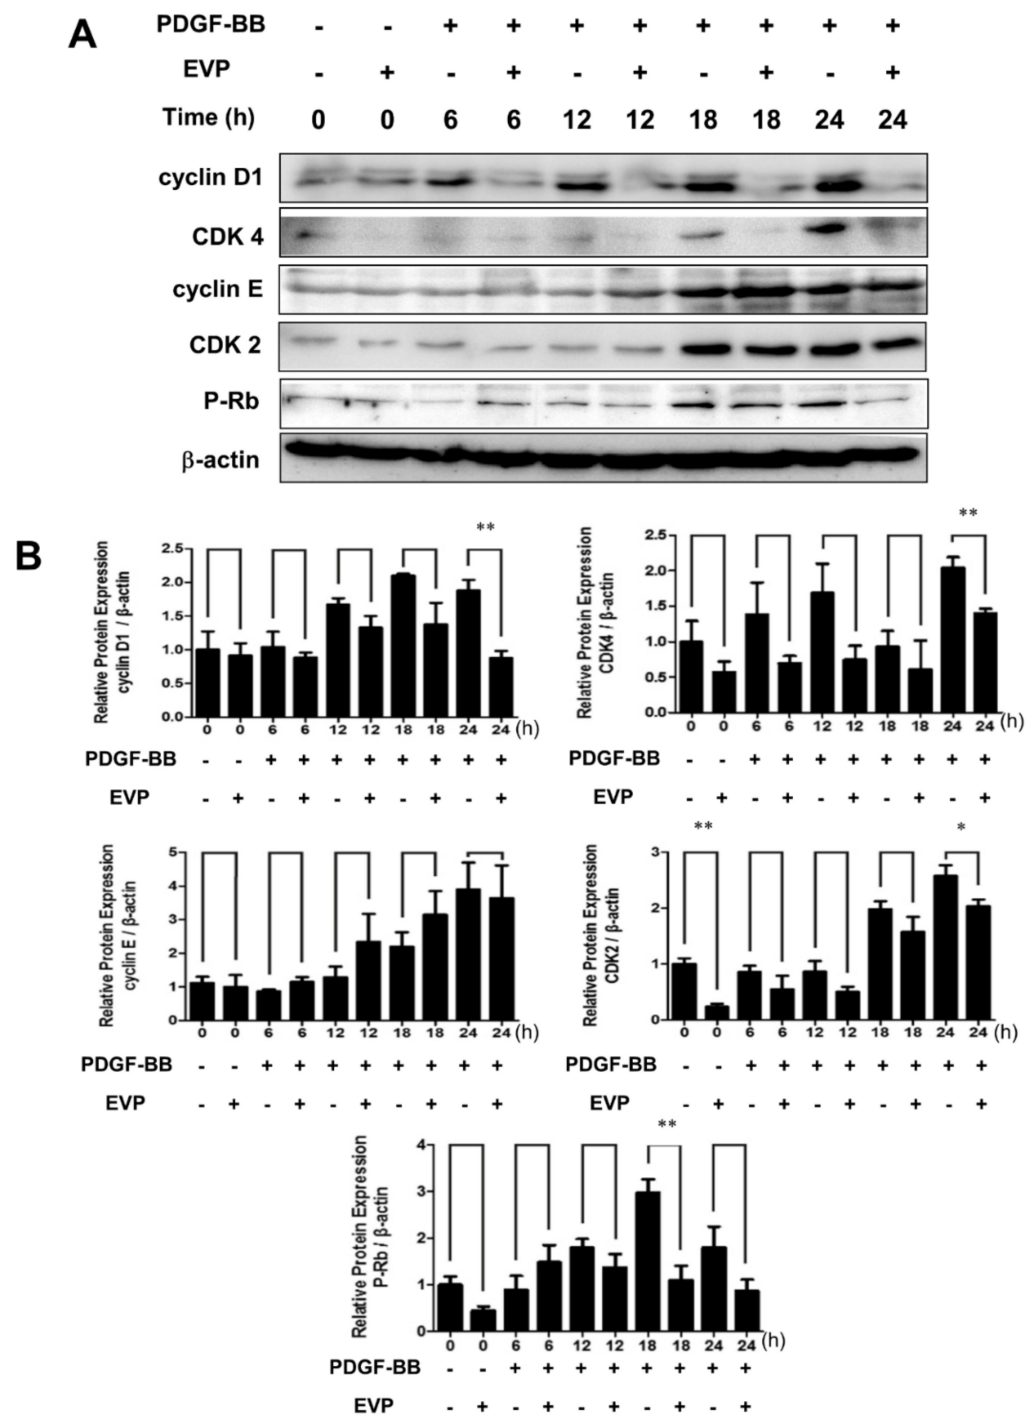 A
PDGF-BB - - + + + + + + + +
EVP - + - + - + - + - +
Time (h) 0 0 6 6 12 12 18 18 24 24
cyclin D1
CDK 4
cyclin E
CDK 2
P-Rb
β-actin
B
**
Relative Protein Expression
cyclin D1 / β-actin
2.5
2.0
1.5
1.0
0.5
0.0
0 0 6 6 12 12 18 18 24 24 (h)
PDGF-BB - - + + + + + + + +
EVP - + - + - + - + - +
**
Relative Protein Expression
CDK4 / β-actin
2.5
2.0
1.5
1.0
0.5
0.0
0 0 6 6 12 12 18 18 24 24 (h)
PDGF-BB - - + + + + + + + +
EVP - + - + - + - + - +
Relative Protein Expression
cyclin E / β-actin
5
4
3
2
1
0
0 0 6 6 12 12 18 18 24 24 (h)
PDGF-BB - - + + + + + + + +
EVP - + - + - + - + - +
** *
Relative Protein Expression
CDK2 / β-actin
3
2
1
0
0 0 6 6 12 12 18 18 24 24 (h)
PDGF-BB - - + + + + + + + +
EVP - + - + - + - + - +
**
Relative Protein Expression
P-Rb / β-actin
4
3
2
1
0
0 0 6 6 12 12 18 18 24 24 (h)
PDGF-BB - - + + + + + + + +
EVP - + - + - + - + - +